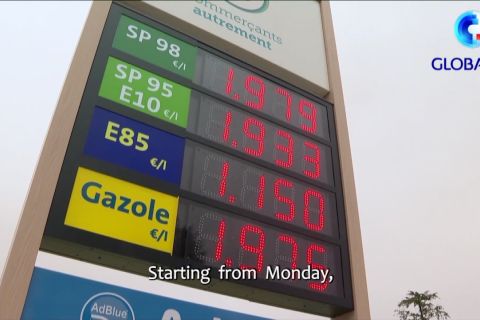 commerçants
autrement
GLOBAL
SP 98 €/l 1.979
SP 95
E10 €/l 1.933
E85 €/l 1.150
Gazole €/l 1.975
Starting from Monday,
AdBlue